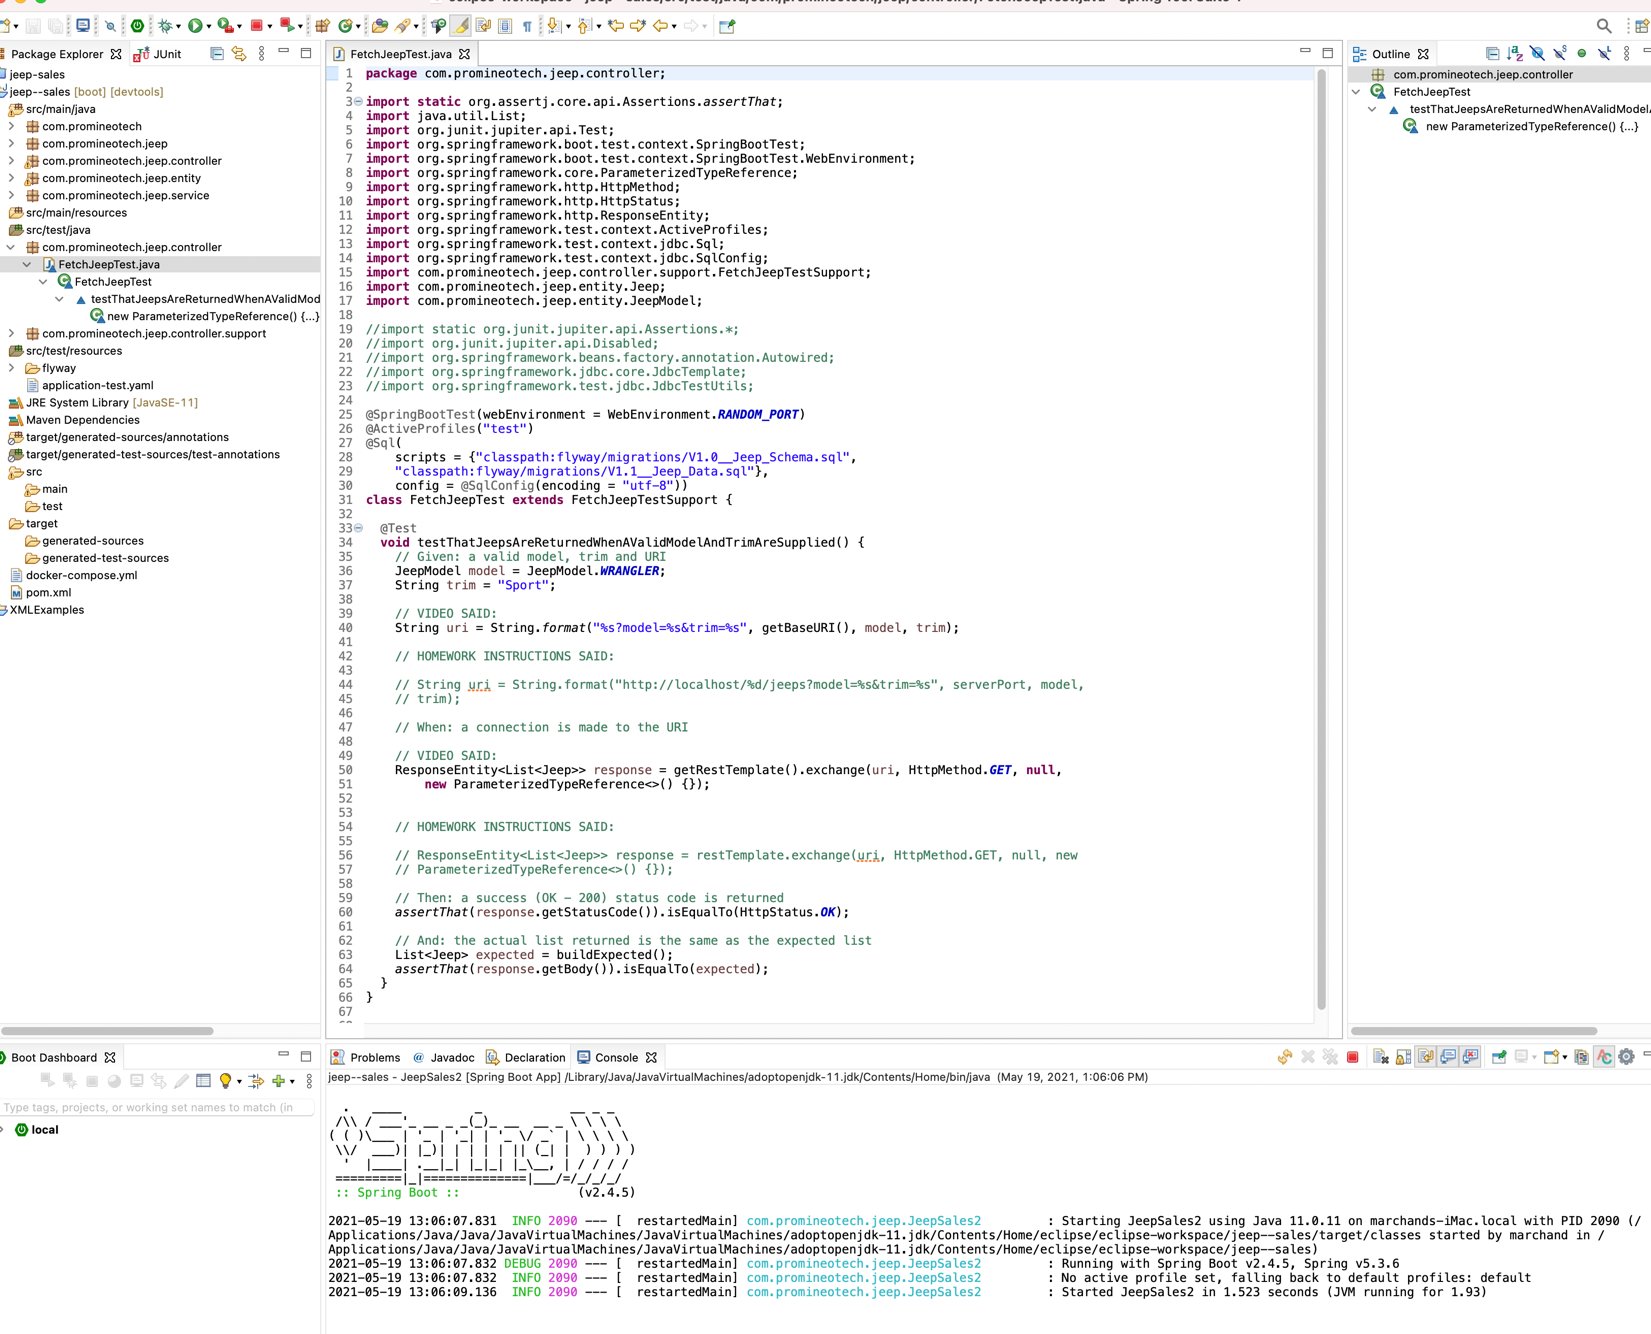 Package Explorer
JUnit
jeep-sales
jeep--sales [boot] [devtools]
src/main/java
com.promineotech
com.promineotech.jeep
com.promineotech.jeep.controller
com.promineotech.jeep.entity
com.promineotech.jeep.service
src/main/resources
src/test/java
com.promineotech.jeep.controller
FetchJeepTest.java
FetchJeepTest
testThatJeepsAreReturnedWhenAValidMod
new ParameterizedTypeReference() {...}
com.promineotech.jeep.controller.support
src/test/resources
flyway
application-test.yaml
JRE System Library [JavaSE-11]
Maven Dependencies
target/generated-sources/annotations
target/generated-test-sources/test-annotations
src
main
test
target
generated-sources
generated-test-sources
docker-compose.yml
pom.xml
XMLExamples
FetchJeepTest.java
1 package com.promineotech.jeep.controller;
2
3 import static org.assertj.core.api.Assertions.assertThat;
4 import java.util.List;
5 import org.junit.jupiter.api.Test;
6 import org.springframework.boot.test.context.SpringBootTest;
7 import org.springframework.boot.test.context.SpringBootTest.WebEnvironment;
8 import org.springframework.core.ParameterizedTypeReference;
9 import org.springframework.http.HttpMethod;
10 import org.springframework.http.HttpStatus;
11 import org.springframework.http.ResponseEntity;
12 import org.springframework.test.context.ActiveProfiles;
13 import org.springframework.test.context.jdbc.Sql;
14 import org.springframework.test.context.jdbc.SqlConfig;
15 import com.promineotech.jeep.controller.support.FetchJeepTestSupport;
16 import com.promineotech.jeep.entity.Jeep;
17 import com.promineotech.jeep.entity.JeepModel;
18
19 //import static org.junit.jupiter.api.Assertions.*;
20 //import org.junit.jupiter.api.Disabled;
21 //import org.springframework.beans.factory.annotation.Autowired;
22 //import org.springframework.jdbc.core.JdbcTemplate;
23 //import org.springframework.test.jdbc.JdbcTestUtils;
24
25 @SpringBootTest(webEnvironment = WebEnvironment.RANDOM_PORT)
26 @ActiveProfiles("test")
27 @Sql(
28 scripts = {"classpath:flyway/migrations/V1.0__Jeep_Schema.sql",
29 "classpath:flyway/migrations/V1.1__Jeep_Data.sql"},
30 config = @SqlConfig(encoding = "utf-8"))
31 class FetchJeepTest extends FetchJeepTestSupport {
32
33 @Test
34 void testThatJeepsAreReturnedWhenAValidModelAndTrimAreSupplied() {
35 // Given: a valid model, trim and URI
36 JeepModel model = JeepModel.WRANGLER;
37 String trim = "Sport";
38
39 // VIDEO SAID:
40 String uri = String.format("%s?model=%s&trim=%s", getBaseURI(), model, trim);
41
42 // HOMEWORK INSTRUCTIONS SAID:
43
44 // String uri = String.format("http://localhost/%d/jeeps?model=%s&trim=%s", serverPort, model,
45 // trim);
46
47 // When: a connection is made to the URI
48
49 // VIDEO SAID:
50 ResponseEntity<List<Jeep>> response = getRestTemplate().exchange(uri, HttpMethod.GET, null,
51 new ParameterizedTypeReference<>() {});
52
53
54 // HOMEWORK INSTRUCTIONS SAID:
55
56 // ResponseEntity<List<Jeep>> response = restTemplate.exchange(uri, HttpMethod.GET, null, new
57 // ParameterizedTypeReference<>() {});
58
59 // Then: a success (OK – 200) status code is returned
60 assertThat(response.getStatusCode()).isEqualTo(HttpStatus.OK);
61
62 // And: the actual list returned is the same as the expected list
63 List<Jeep> expected = buildExpected();
64 assertThat(response.getBody()).isEqualTo(expected);
65 }
66 }
67
Outline
com.promineotech.jeep.controller
FetchJeepTest
testThatJeepsAreReturnedWhenAValidModelA
new ParameterizedTypeReference() {...}
Boot Dashboard
Type tags, projects, or working set names to match (in
local
Problems
@ Javadoc
Declaration
Console
jeep--sales - JeepSales2 [Spring Boot App] /Library/Java/JavaVirtualMachines/adoptopenjdk-11.jdk/Contents/Home/bin/java (May 19, 2021, 1:06:06 PM)
:: Spring Boot :: (v2.4.5)
2021-05-19 13:06:07.831 INFO 2090 --- [ restartedMain] com.promineotech.jeep.JeepSales2 : Starting JeepSales2 using Java 11.0.11 on marchands-iMac.local with PID 2090 (/
Applications/Java/Java/JavaVirtualMachines/JavaVirtualMachines/adoptopenjdk-11.jdk/Contents/Home/eclipse/eclipse-workspace/jeep--sales/target/classes started by marchand in /
Applications/Java/Java/JavaVirtualMachines/JavaVirtualMachines/adoptopenjdk-11.jdk/Contents/Home/eclipse/eclipse-workspace/jeep--sales)
2021-05-19 13:06:07.832 DEBUG 2090 --- [ restartedMain] com.promineotech.jeep.JeepSales2 : Running with Spring Boot v2.4.5, Spring v5.3.6
2021-05-19 13:06:07.832 INFO 2090 --- [ restartedMain] com.promineotech.jeep.JeepSales2 : No active profile set, falling back to default profiles: default
2021-05-19 13:06:09.136 INFO 2090 --- [ restartedMain] com.promineotech.jeep.JeepSales2 : Started JeepSales2 in 1.523 seconds (JVM running for 1.93)